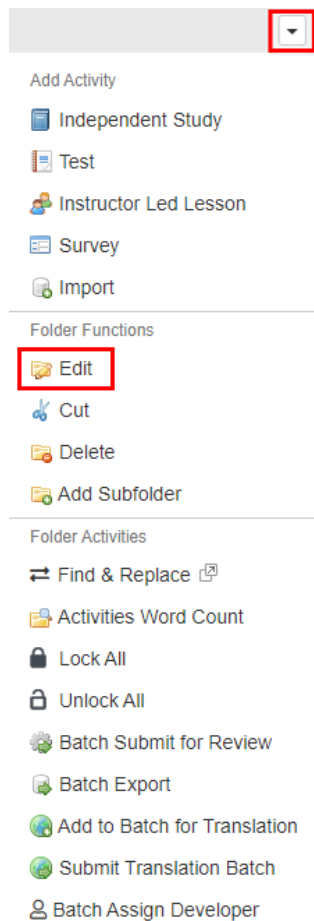 Add Activity
Independent Study
Test
Instructor Led Lesson
Survey
Import
Folder Functions
Edit
Cut
Delete
Add Subfolder
Folder Activities
Find & Replace
Activities Word Count
Lock All
Unlock All
Batch Submit for Review
Batch Export
Add to Batch for Translation
Submit Translation Batch
Batch Assign Developer